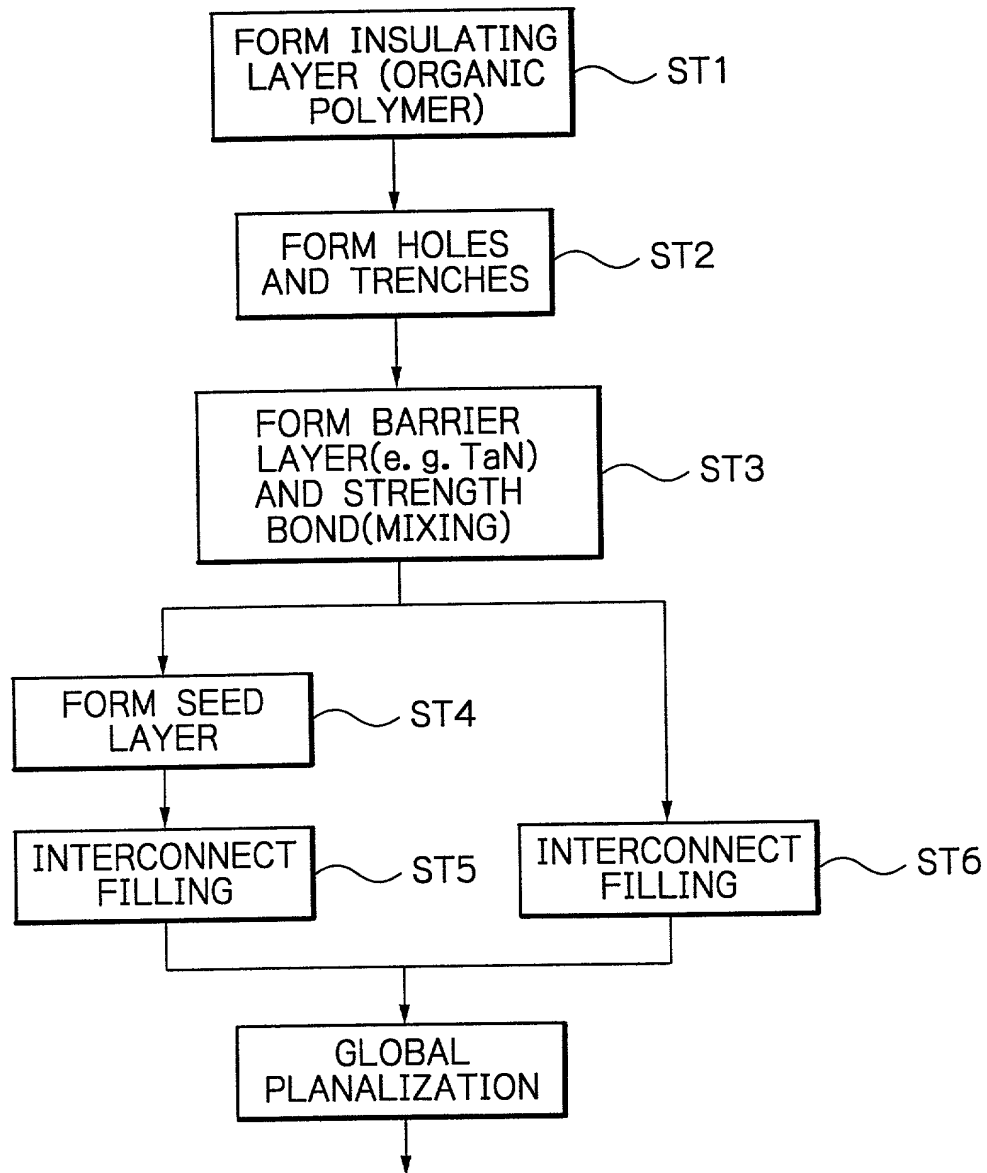 FORM INSULATING
LAYER (ORGANIC
POLYMER)
ST1
FORM HOLES
AND TRENCHES
ST2
FORM BARRIER
LAYER(e.g.TaN)
AND STRENGTH
BOND(MIXING)
ST3
FORM SEED
LAYER
ST4
INTERCONNECT
FILLING
ST5
INTERCONNECT
FILLING
ST6
GLOBAL
PLANALIZATION